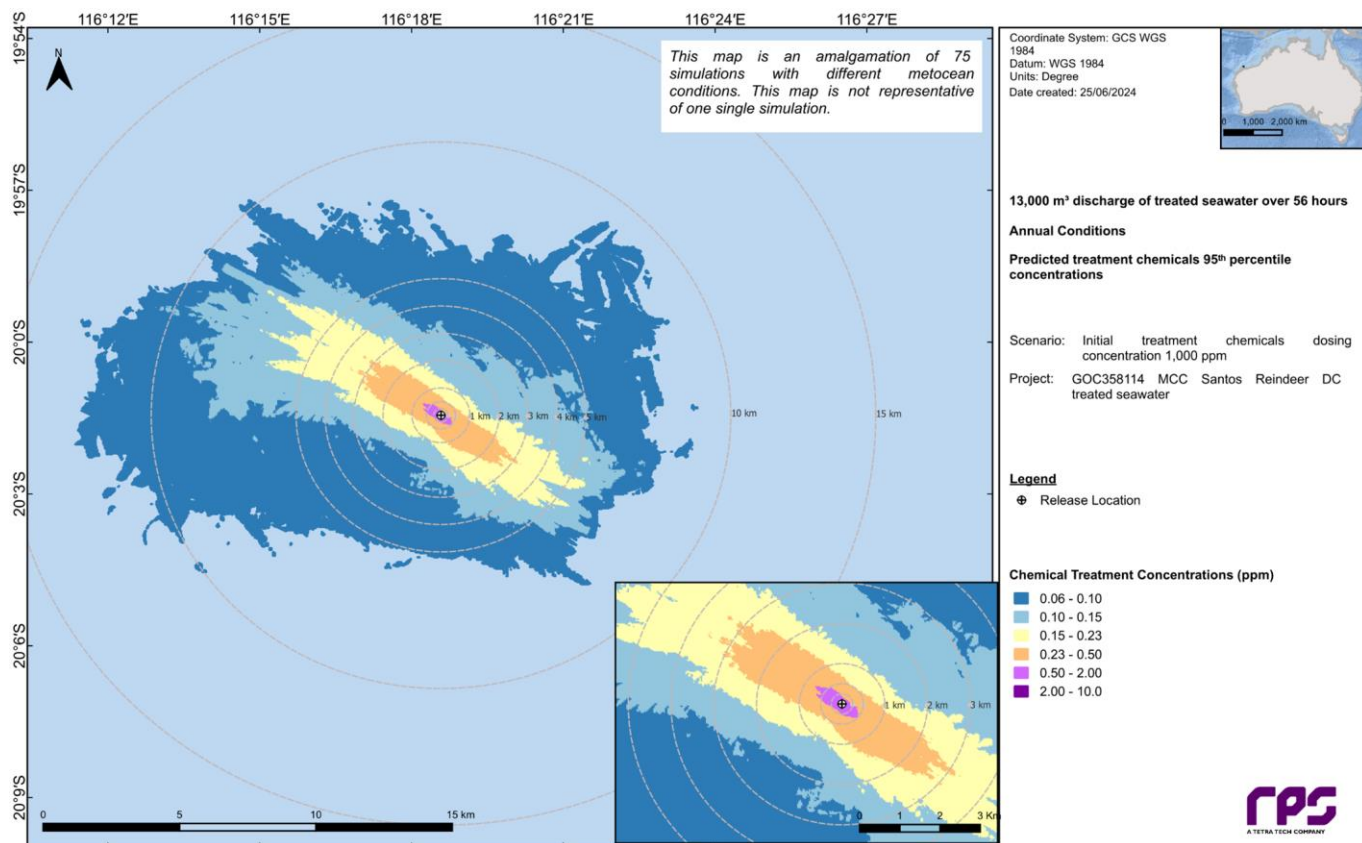 116°12'E 116°15'E 116°18'E 116°21'E 116°24'E 116°27'E
19°54'S
19°57'S
20°0'S
20°3'S
20°6'S
20°9'S
N
This map is an amalgamation of 75
simulations with different metocean
conditions. This map is not representative
of one single simulation.
1 km 2 km 3 km 4 km 5 km 10 km 15 km
0 5 10 15 km
1 km 2 km 3 km
0 1 2 3 Km
Coordinate System: GCS WGS
1984
Datum: WGS 1984
Units: Degree
Date created: 25/06/2024
0 1,000 2,000 km
13,000 m³ discharge of treated seawater over 56 hours
Annual Conditions
Predicted treatment chemicals 95th percentile
concentrations
Scenario: Initial treatment chemicals dosing
concentration 1,000 ppm
Project: GOC358114 MCC Santos Reindeer DC
treated seawater
Legend
Release Location
Chemical Treatment Concentrations (ppm)
0.06 - 0.10
0.10 - 0.15
0.15 - 0.23
0.23 - 0.50
0.50 - 2.00
2.00 - 10.0
rps
A TETRA TECH COMPANY